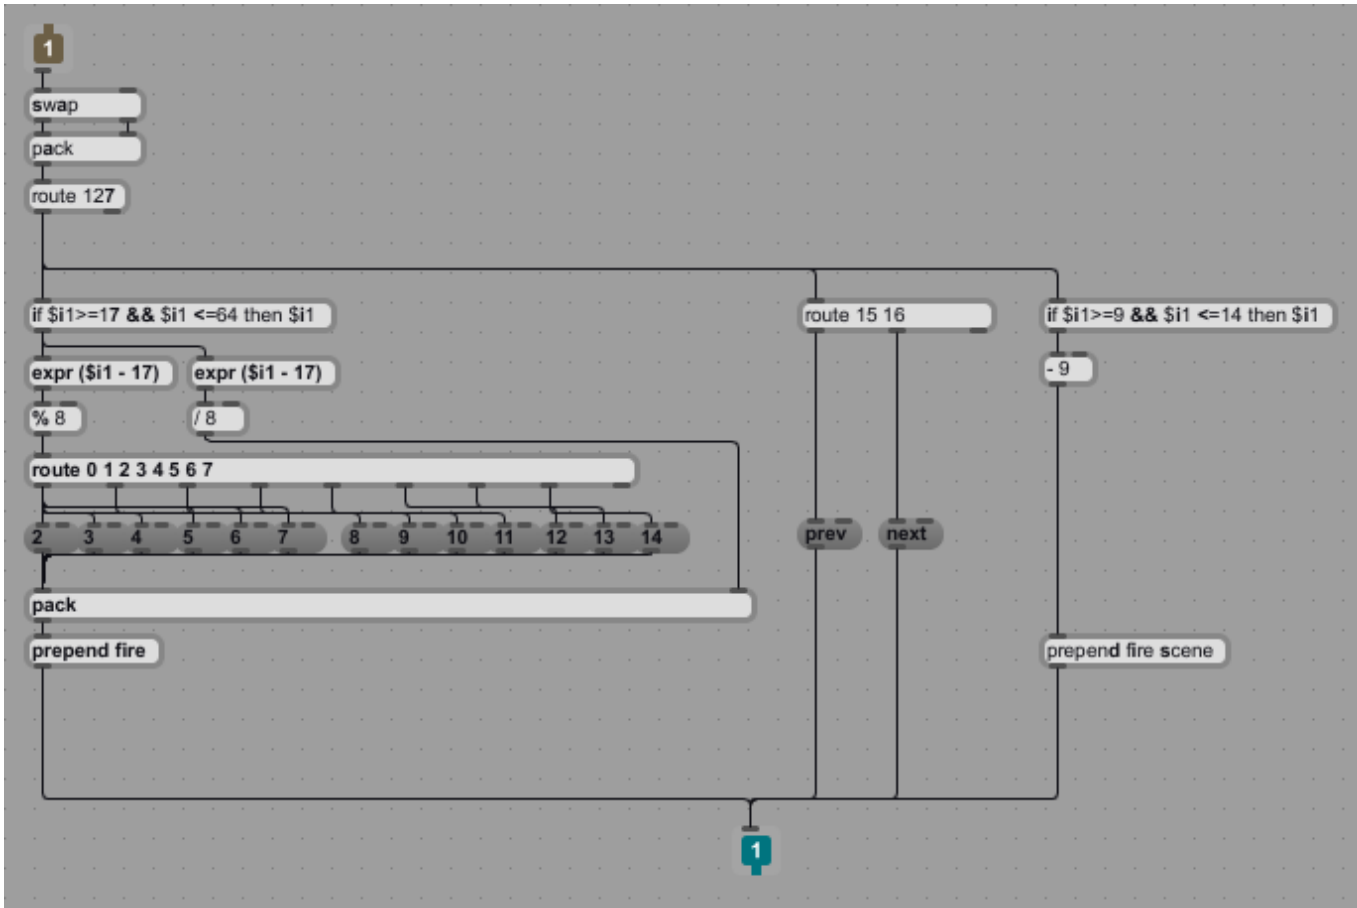 1
swap
pack
route 127
if $i1>=17 && $i1 <=64 then $i1
route 15 16
if $i1>=9 && $i1 <=14 then $i1
expr ($i1 - 17)
expr ($i1 - 17)
- 9
% 8
/ 8
route 0 1 2 3 4 5 6 7
2 3 4 5 6 7 8 9 10 11 12 13 14
prev
next
pack
prepend fire
prepend fire scene
1